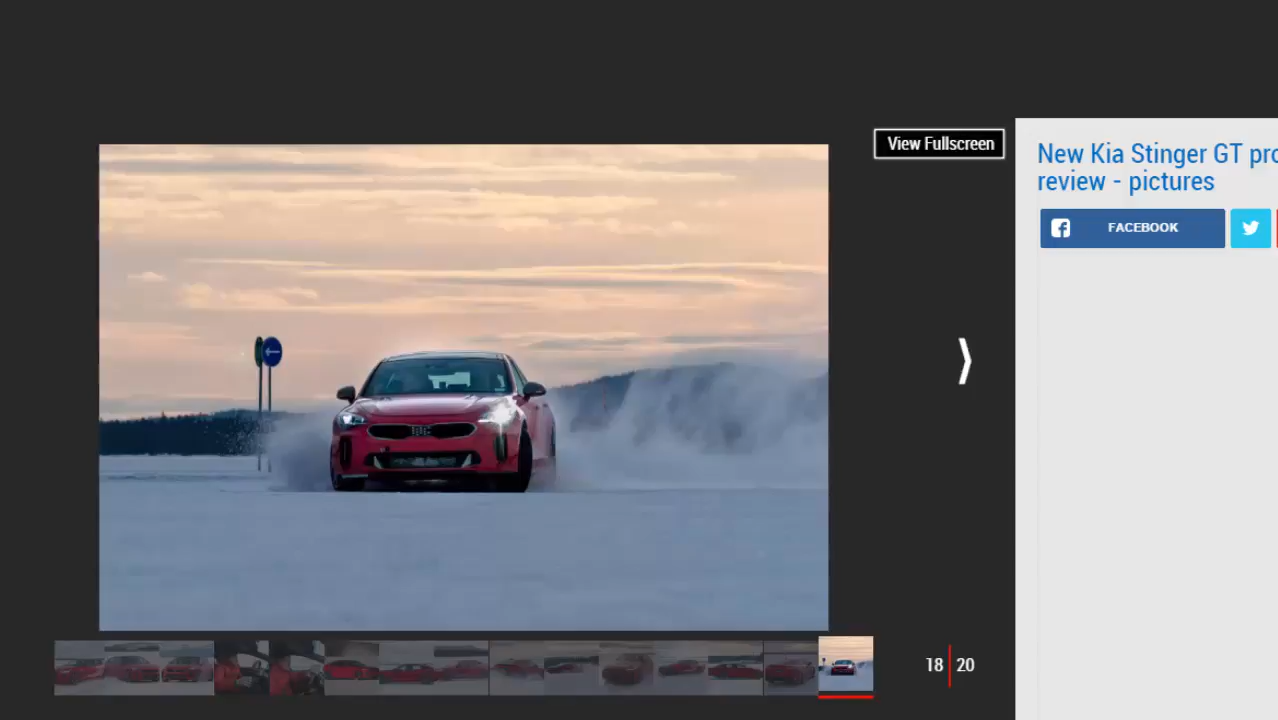 View Fullscreen
New Kia Stinger GT pro
review - pictures
FACEBOOK
18 20